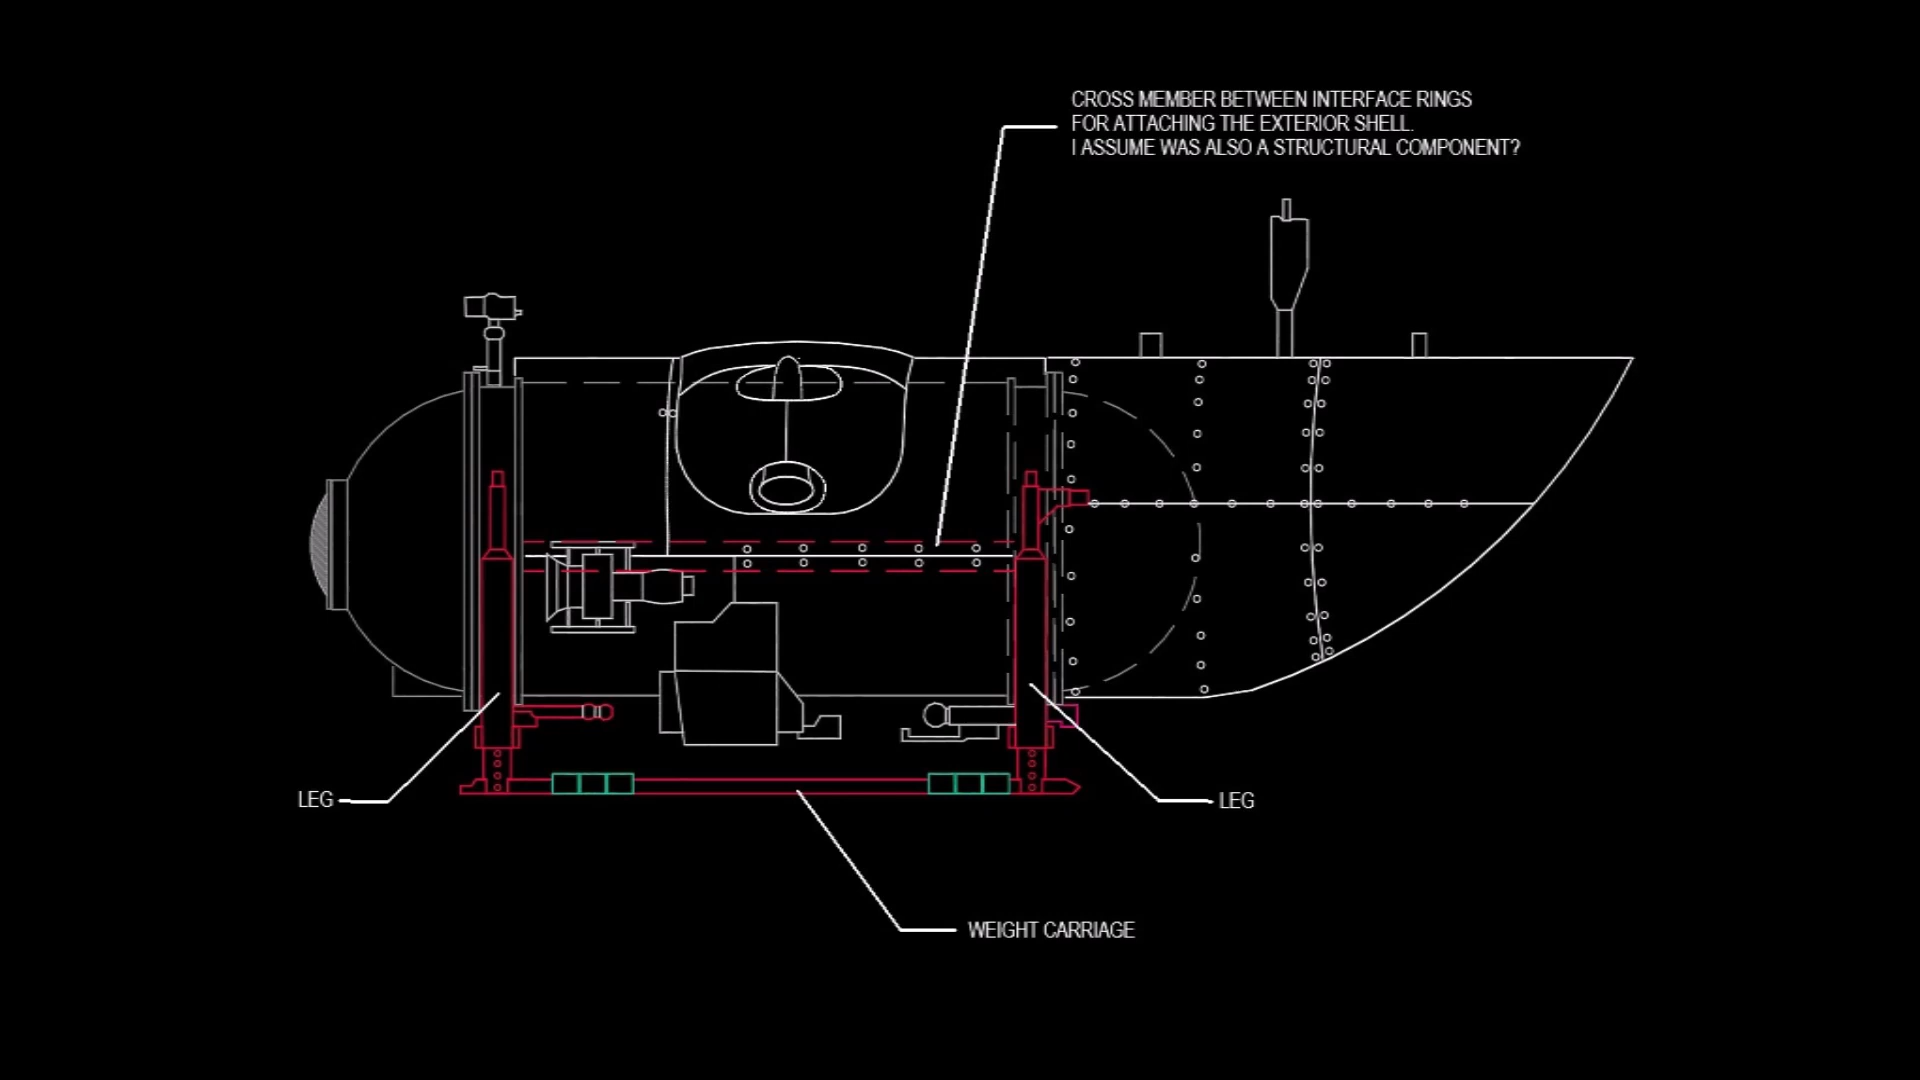 CROSS MEMBER BETWEEN INTERFACE RINGS
FOR ATTACHING THE EXTERIOR SHELL.
I ASSUME WAS ALSO A STRUCTURAL COMPONENT?
LEG
LEG
WEIGHT CARRIAGE